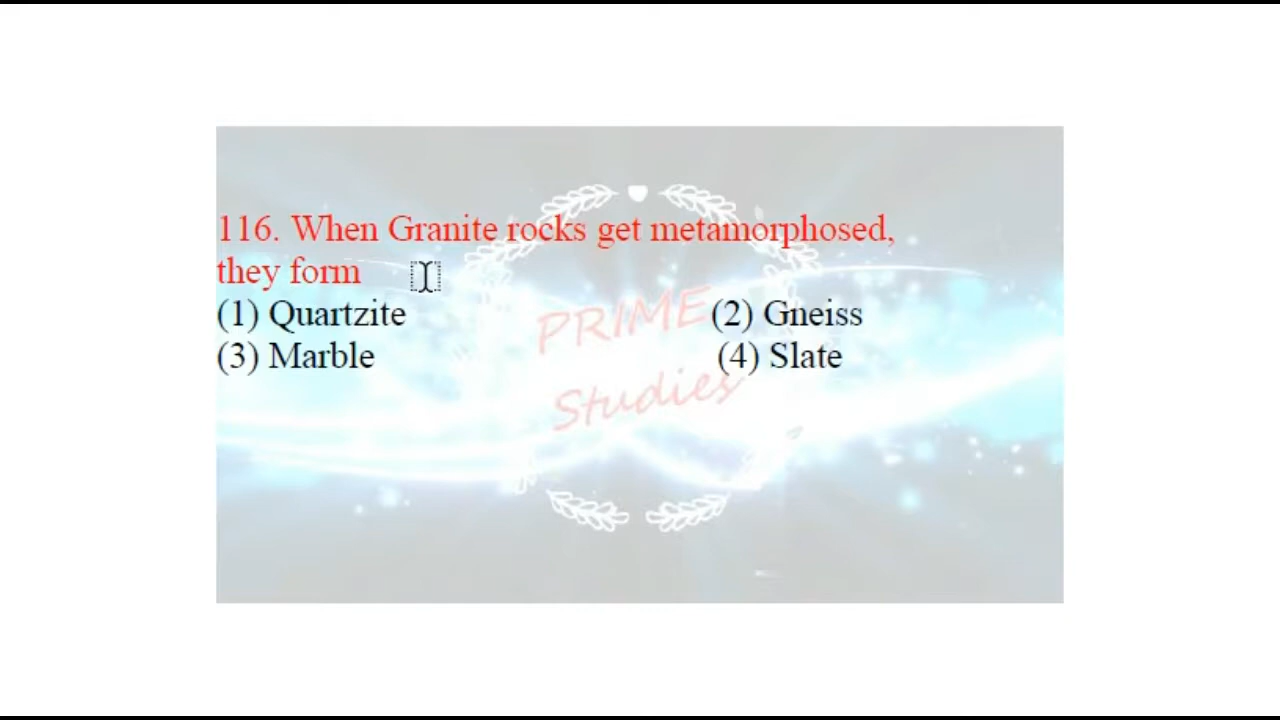 116. When Granite rocks get metamorphosed,
they form
(1) Quartzite (2) Gneiss
(3) Marble (4) Slate
PRIME
Studies